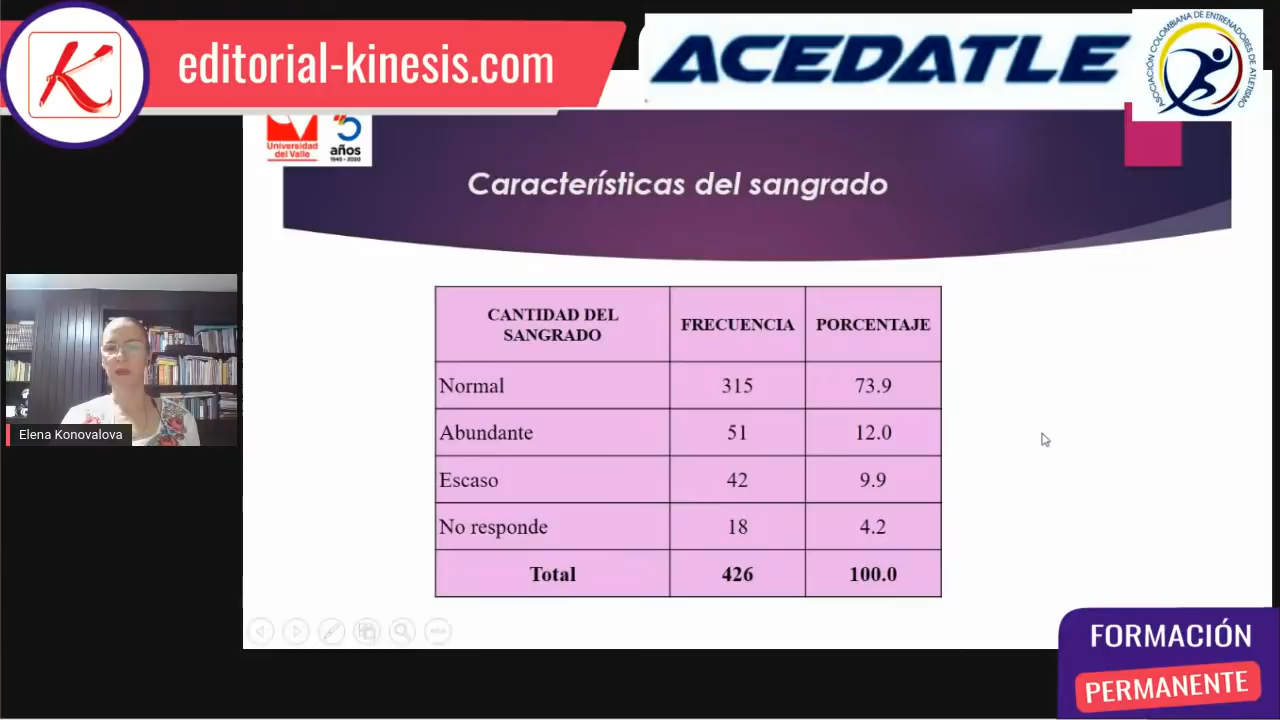 editorial-kinesis.com
ACEDATLE
ASOCIACIÓN COLOMBIANA DE ENTRENADORES DE ATLETISMO
Universidad
del Valle
años
1945 - 2020
Características del sangrado
CANTIDAD DEL
SANGRADO
FRECUENCIA
PORCENTAJE
Normal 315 73.9
Abundante 51 12.0
Escaso 42 9.9
No responde 18 4.2
Total 426 100.0
Elena Konovalova
FORMACIÓN
PERMANENTE